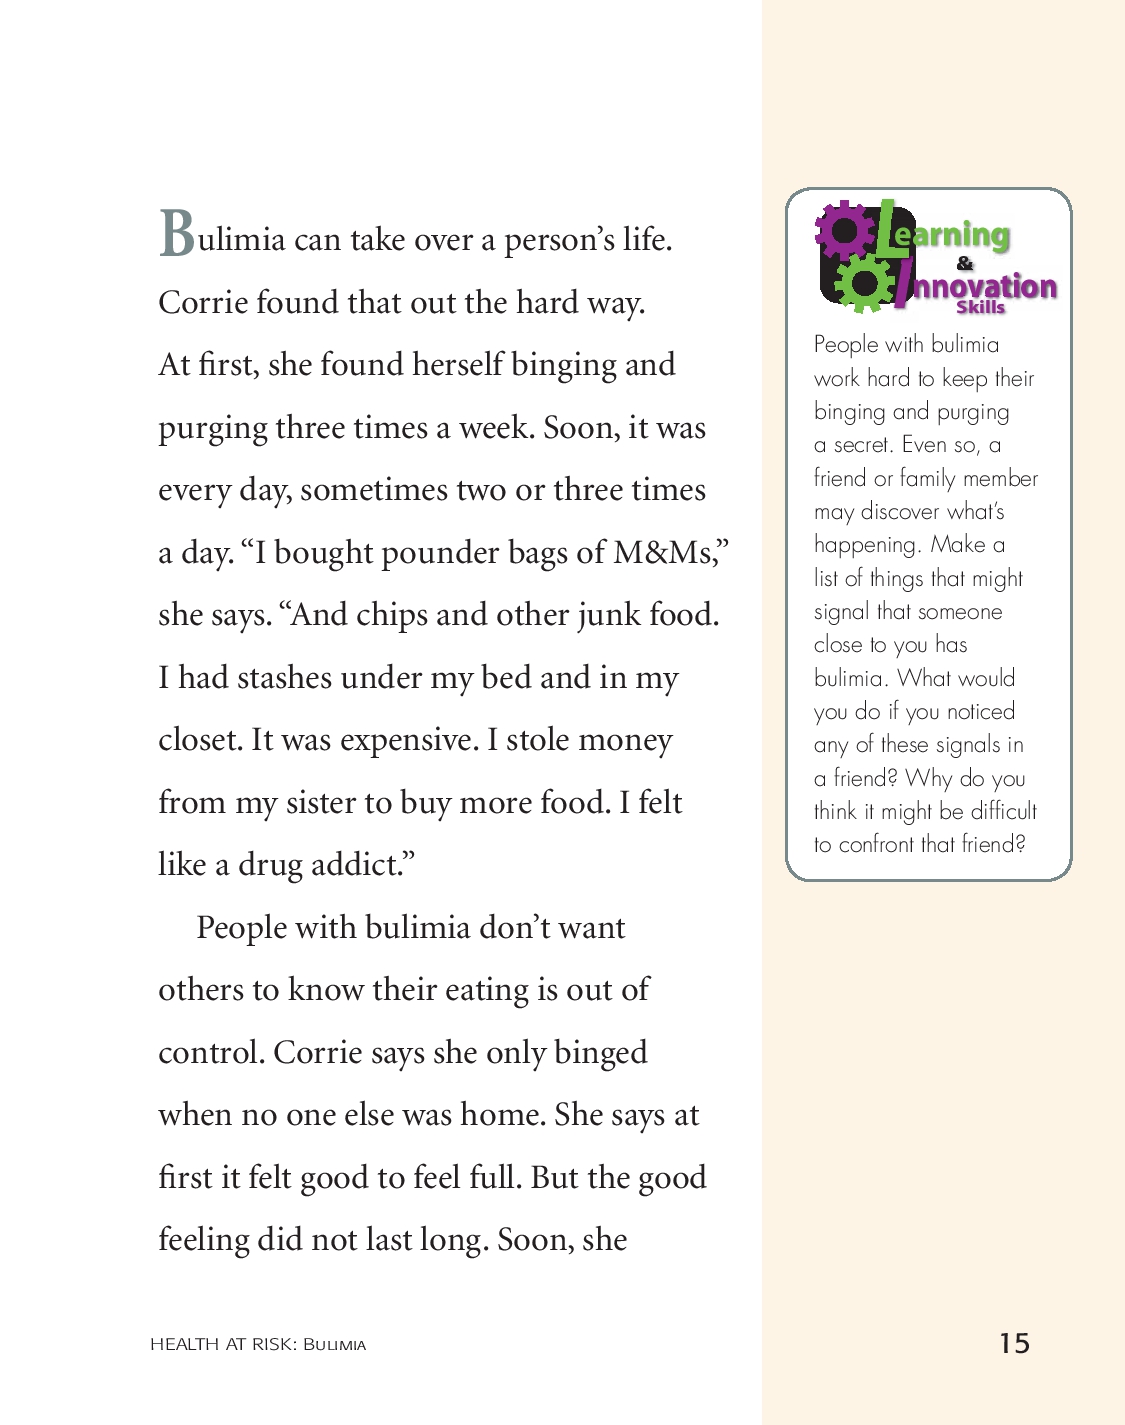 Bulimia can take over a person’s life.
Corrie found that out the hard way.
At first, she found herself binging and
purging three times a week. Soon, it was
every day, sometimes two or three times
a day. “I bought pounder bags of M&Ms,”
she says. “And chips and other junk food.
I had stashes under my bed and in my
closet. It was expensive. I stole money
from my sister to buy more food. I felt
like a drug addict.”
People with bulimia don’t want
others to know their eating is out of
control. Corrie says she only binged
when no one else was home. She says at
first it felt good to feel full. But the good
feeling did not last long. Soon, she
Learning
&
Innovation
Skills
People with bulimia
work hard to keep their
binging and purging
a secret. Even so, a
friend or family member
may discover what’s
happening. Make a
list of things that might
signal that someone
close to you has
bulimia. What would
you do if you noticed
any of these signals in
a friend? Why do you
think it might be difficult
to confront that friend?
HEALTH AT RISK: Bulimia
15